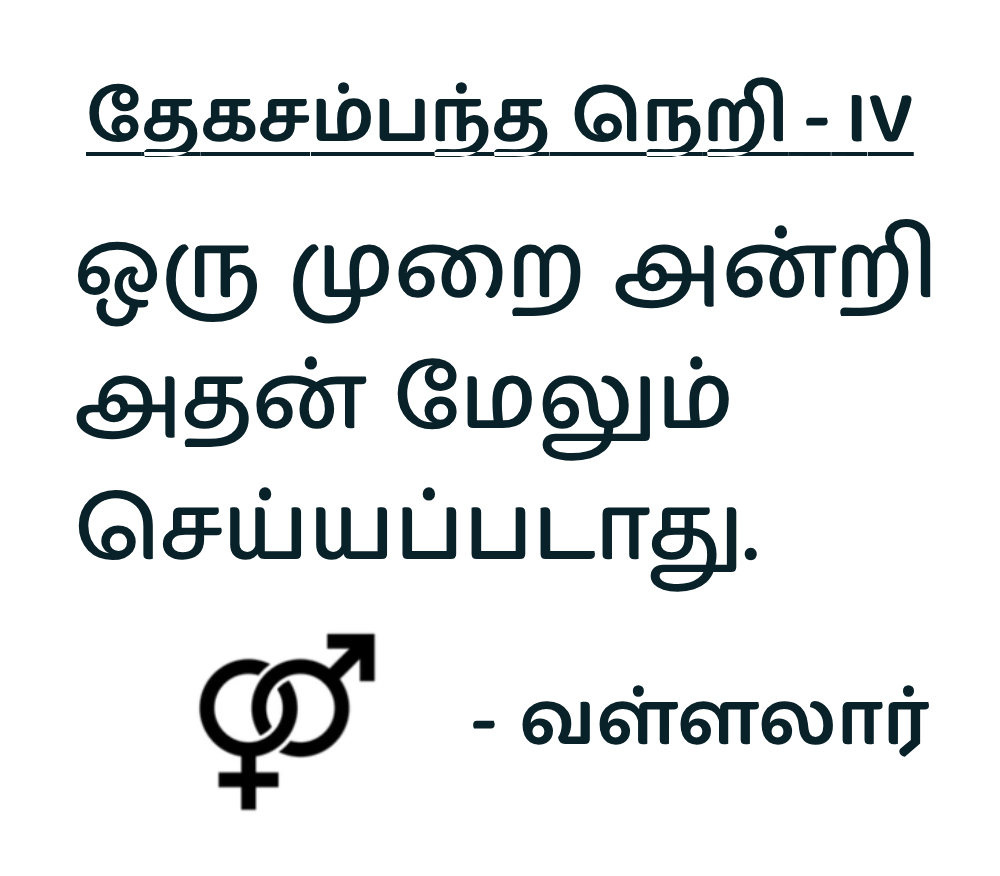 தேகசம்பந்த நெறி - IV
ஒரு முறை அன்றி
அதன் மேலும்
செய்யப்படாது.
- வள்ளலார்